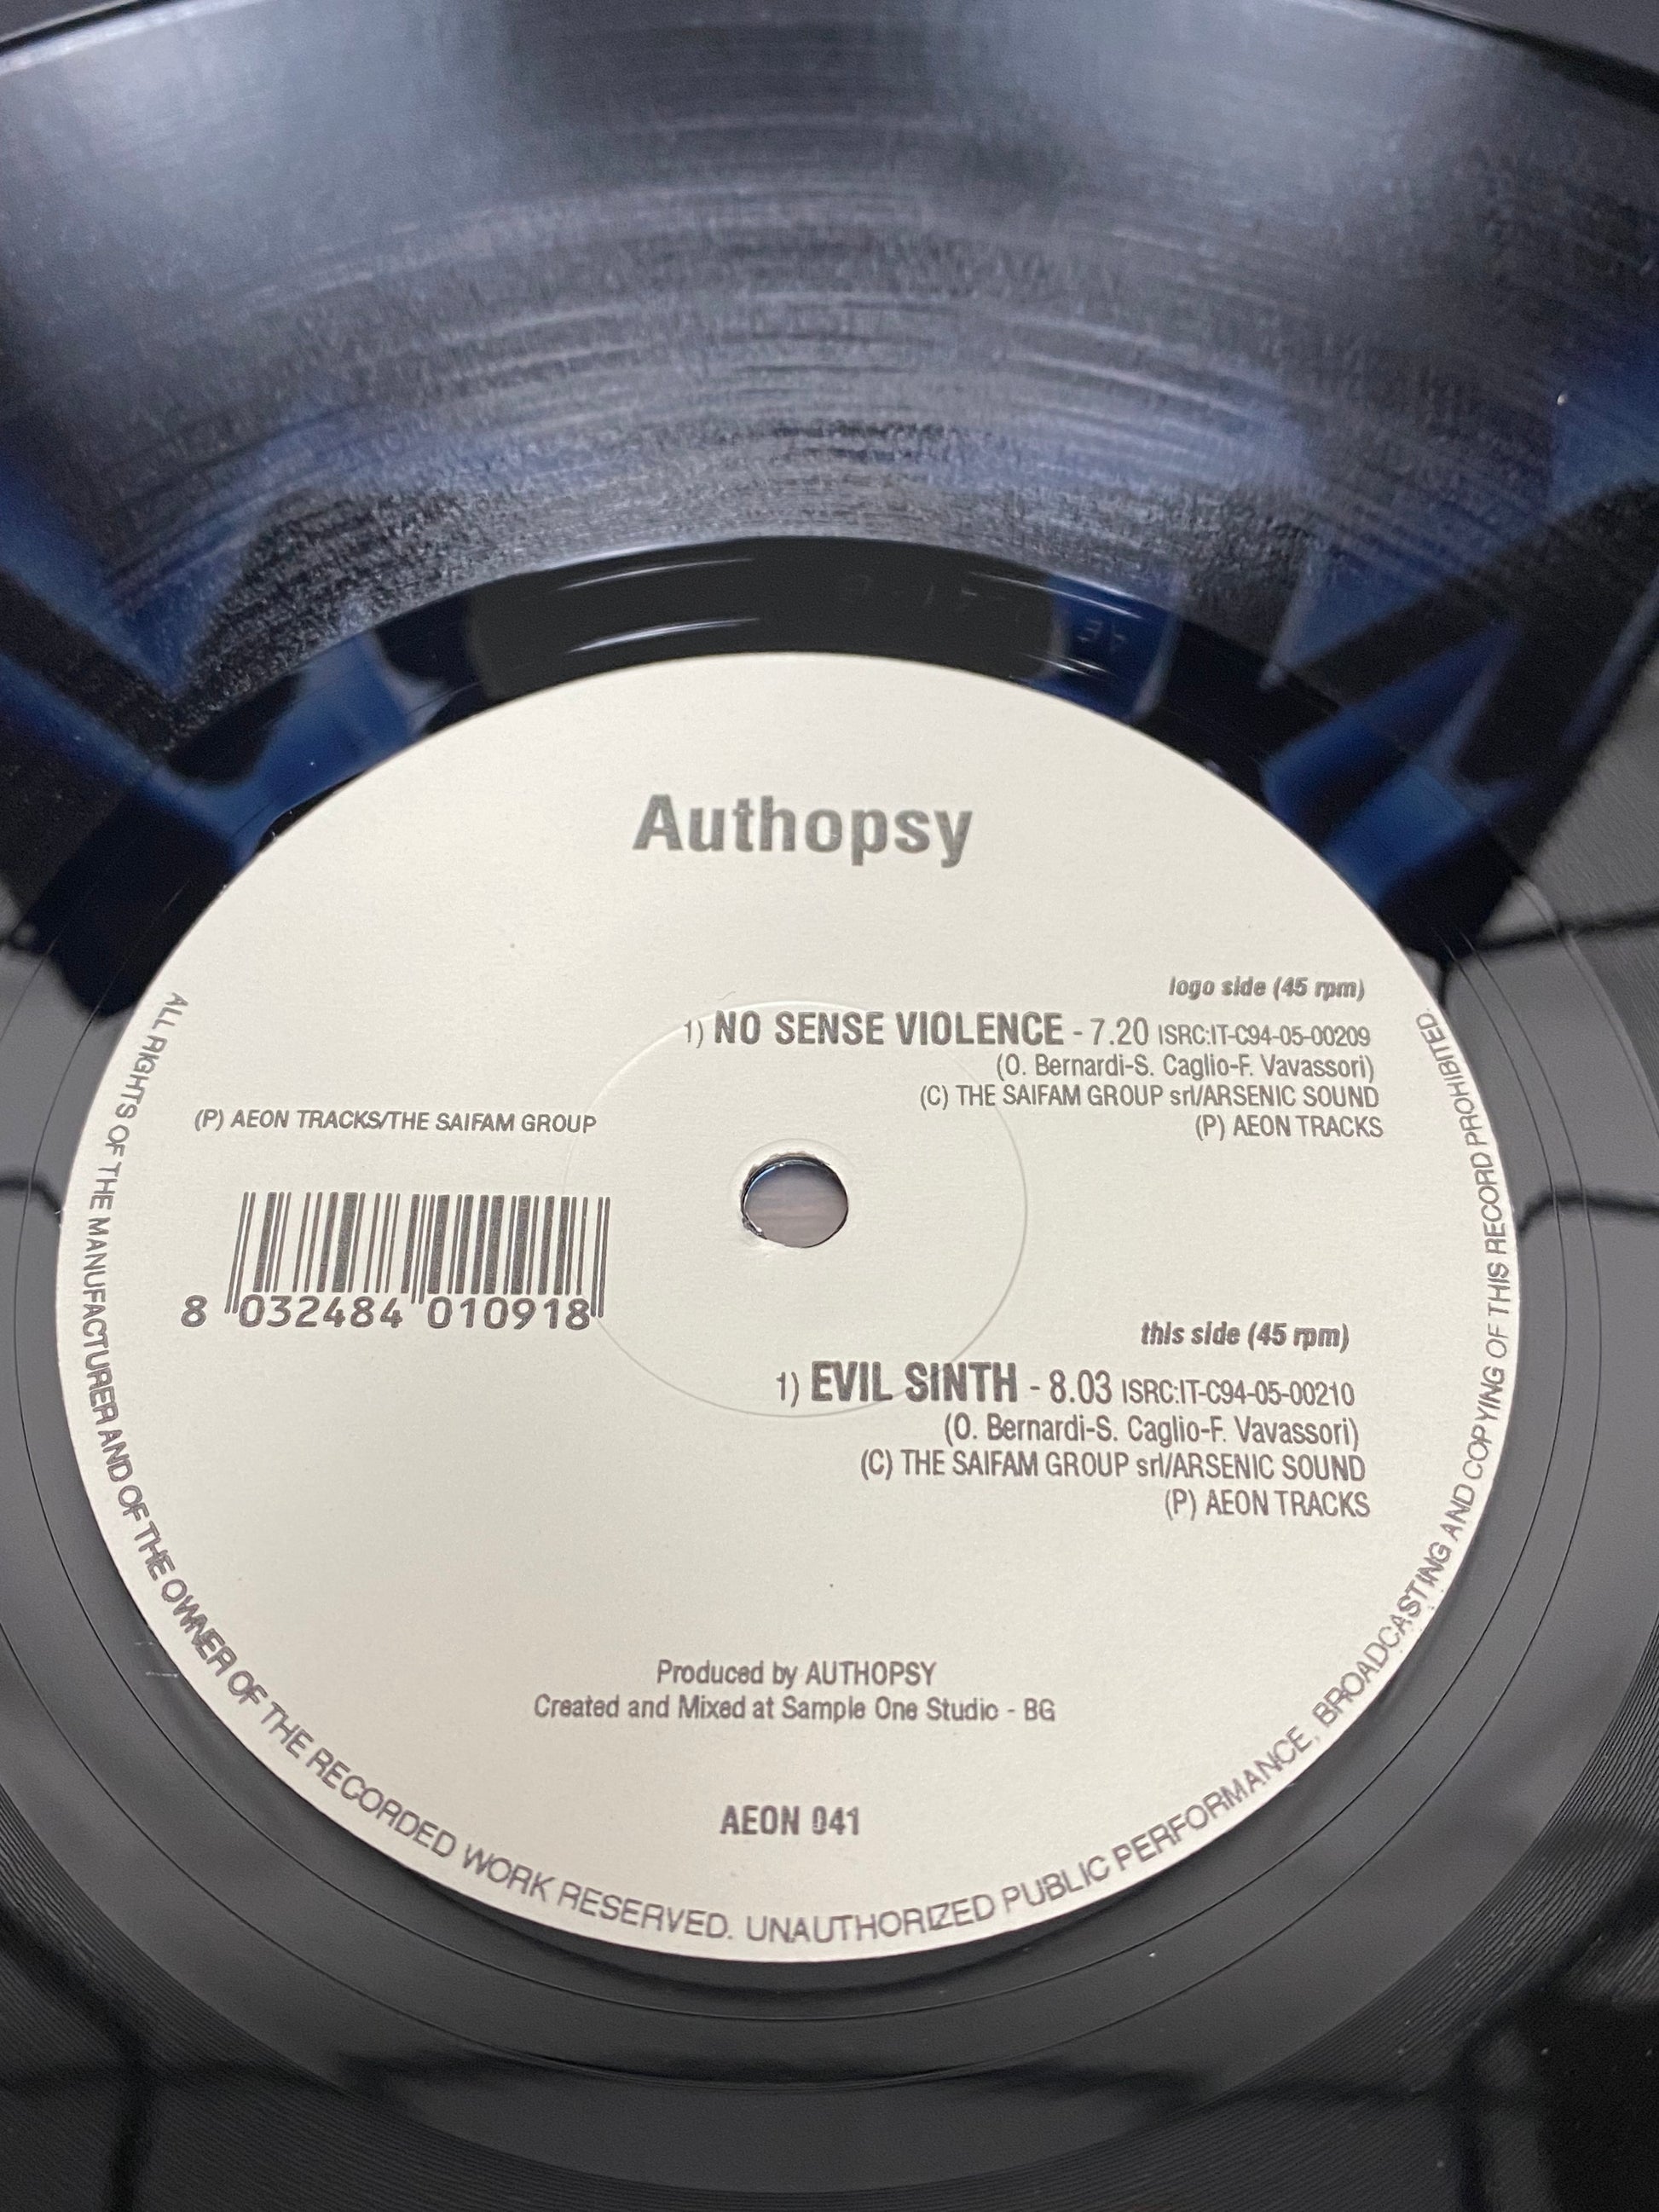 Authopsy
logo side (45 rpm)
1) NO SENSE VIOLENCE - 7.20 ISRC:IT-C94-05-00209
(O. Bernardi-S. Caglio-F. Vavassori)
(C) THE SAIFAM GROUP srl/ARSENIC SOUND
(P) AEON TRACKS
(P) AEON TRACKS/THE SAIFAM GROUP
8 032484 010918
this side (45 rpm)
1) EVIL SINTH - 8.03 ISRC:IT-C94-05-00210
(O. Bernardi-S. Caglio-F. Vavassori)
(C) THE SAIFAM GROUP srl/ARSENIC SOUND
(P) AEON TRACKS
Produced by AUTHOPSY
Created and Mixed at Sample One Studio - BG
AEON 041
ALL RIGHTS OF THE MANUFACTURER AND OF THE OWNER OF THE RECORDED WORK RESERVED. UNAUTHORIZED PUBLIC PERFORMANCE, BROADCASTING AND COPYING OF THIS RECORD PROHIBITED.